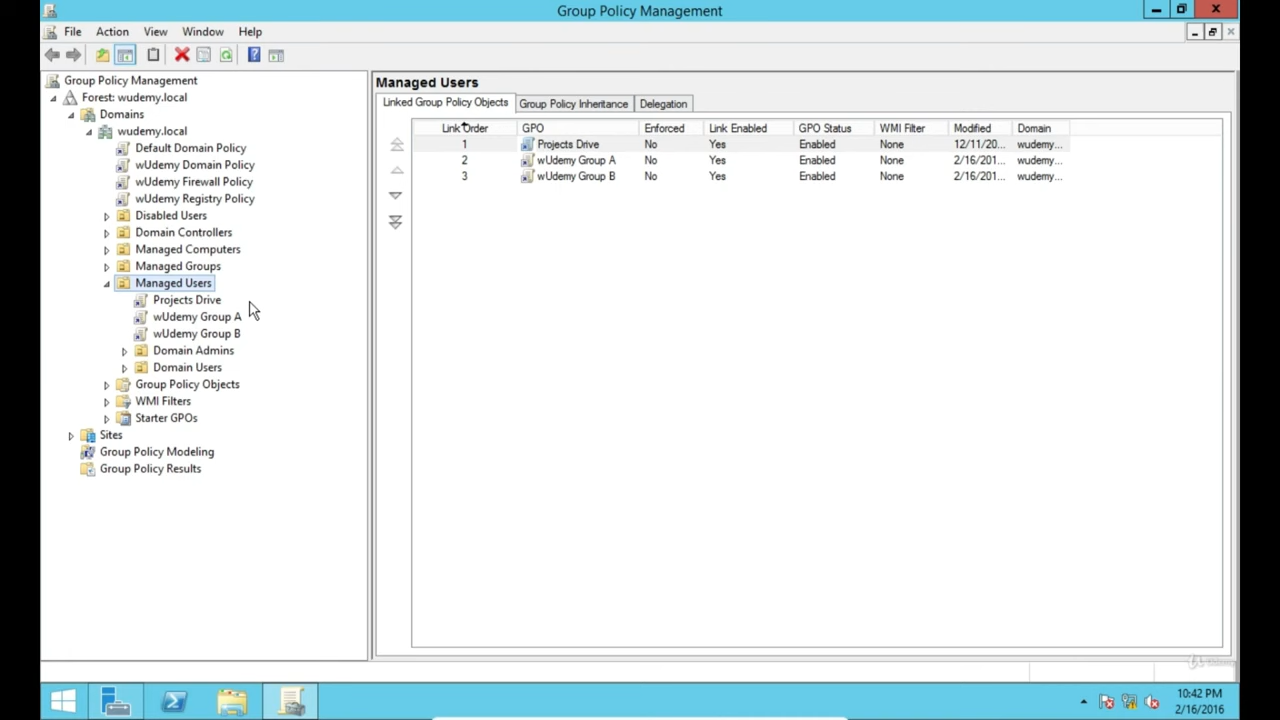 Group Policy Management
File Action View Window Help
Group Policy Management
Forest: wudemy.local
Domains
wudemy.local
Default Domain Policy
wUdemy Domain Policy
wUdemy Firewall Policy
wUdemy Registry Policy
Disabled Users
Domain Controllers
Managed Computers
Managed Groups
Managed Users
Projects Drive
wUdemy Group A
wUdemy Group B
Domain Admins
Domain Users
Group Policy Objects
WMI Filters
Starter GPOs
Sites
Group Policy Modeling
Group Policy Results
Managed Users
Linked Group Policy Objects Group Policy Inheritance Delegation
Link Order GPO Enforced Link Enabled GPO Status WMI Filter Modified Domain
1 Projects Drive No Yes Enabled None 12/11/20... wudemy...
2 wUdemy Group A No Yes Enabled None 2/16/201... wudemy...
3 wUdemy Group B No Yes Enabled None 2/16/201... wudemy...
Udemy
10:42 PM
2/16/2016